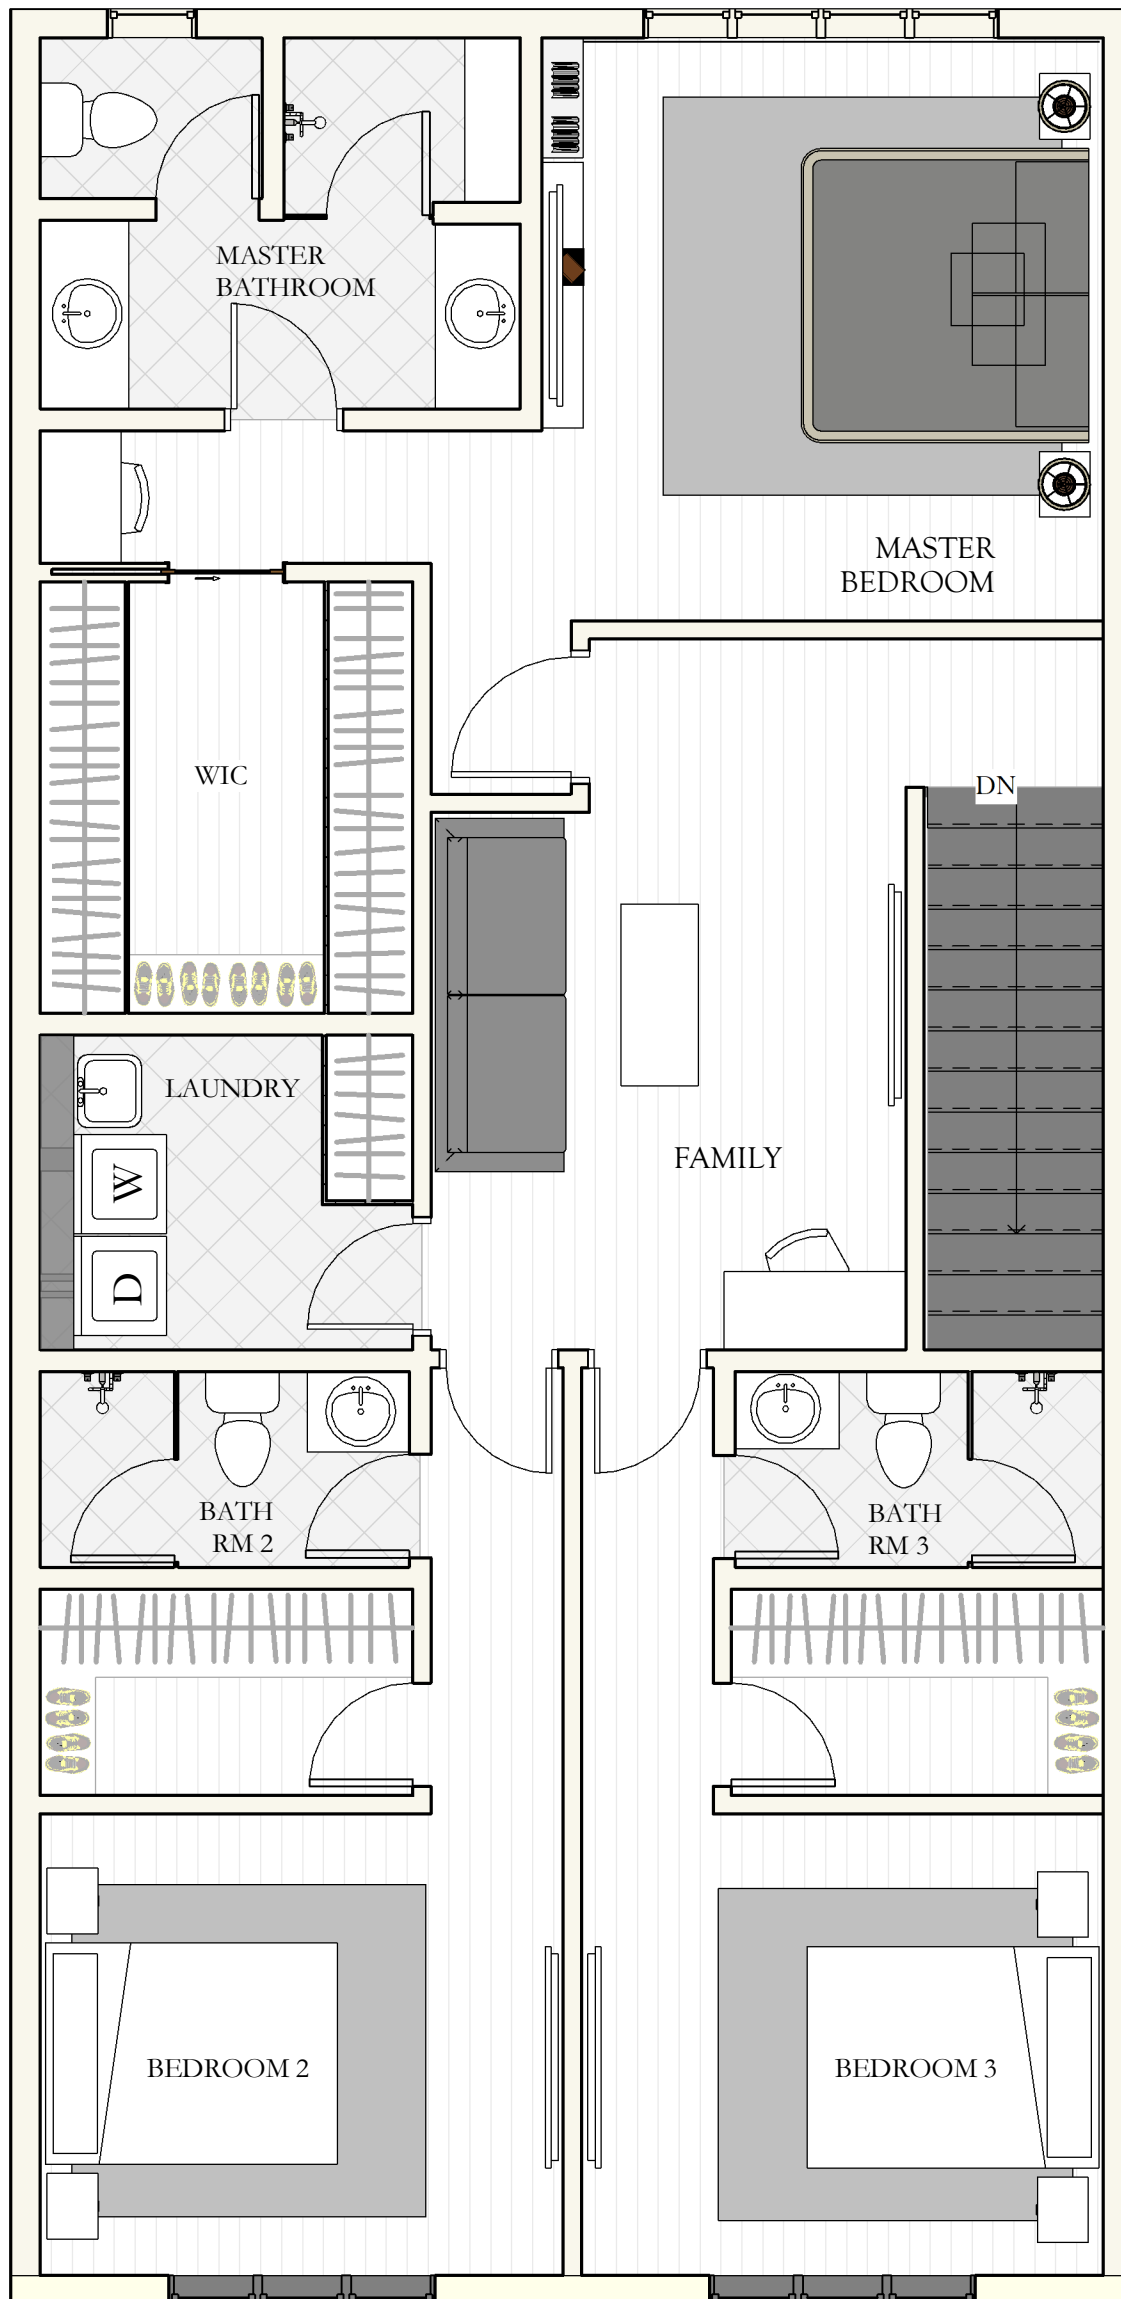 MASTER
BATHROOM
MASTER
BEDROOM
WIC
DN
LAUNDRY
W
D
FAMILY
BATH
RM 2
BATH
RM 3
BEDROOM 2
BEDROOM 3